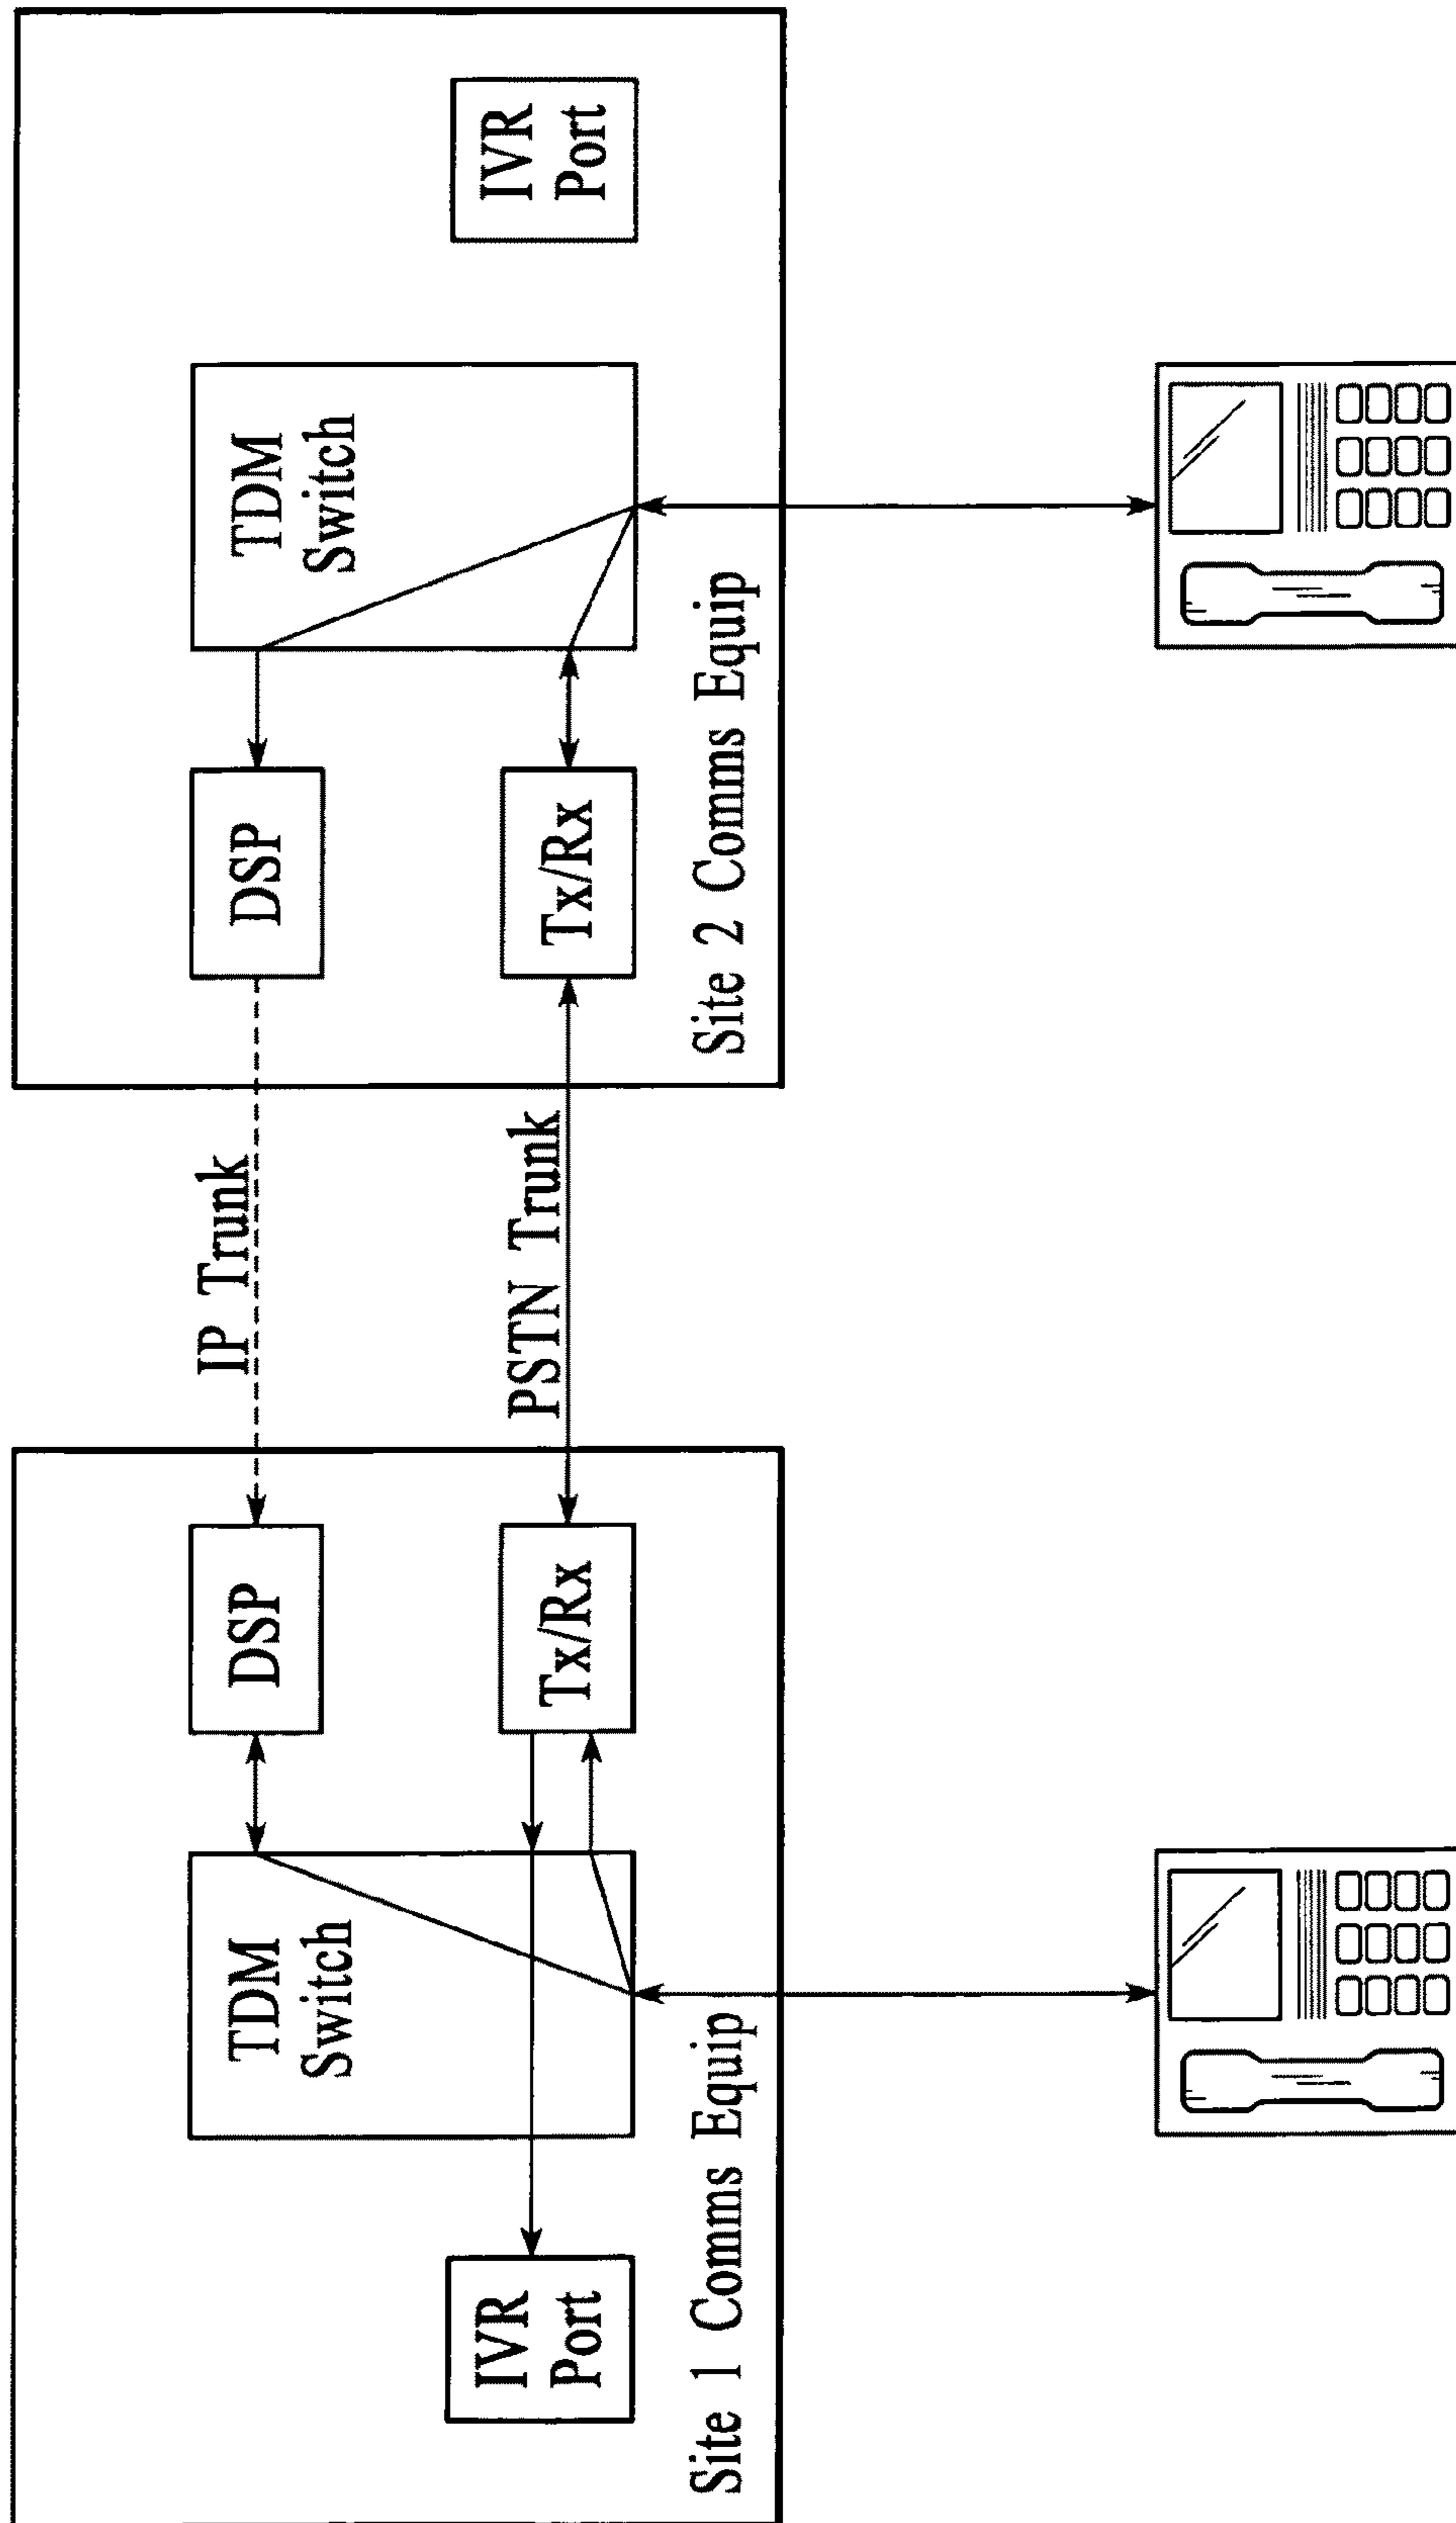 IVR
Port
TDM
Switch
DSP
Tx/Rx
Site 1 Comms Equip
IP Trunk
PSTN Trunk
DSP
Tx/Rx
TDM
Switch
IVR
Port
Site 2 Comms Equip